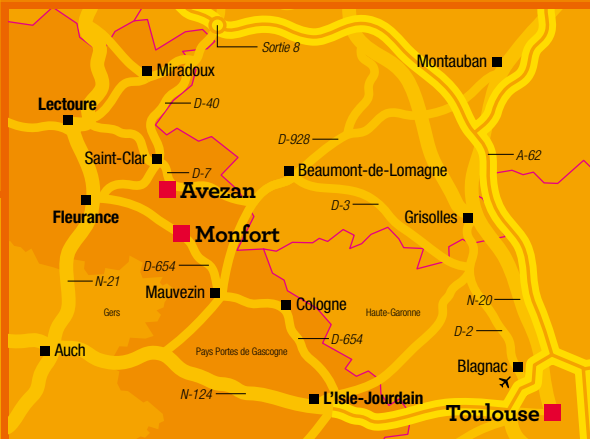 Sortie 8
Montauban
Miradoux
Lectoure
D-40
D-928
A-62
Saint-Clar
D-7
Beaumont-de-Lomagne
Avezan
D-3
Fleurance
Grisolles
Monfort
D-654
N-21
Mauvezin
Cologne
N-20
Gers
Haute-Garonne
D-2
D-654
Auch
Pays Portes de Gascogne
Blagnac
N-124
L'Isle-Jourdain
Toulouse